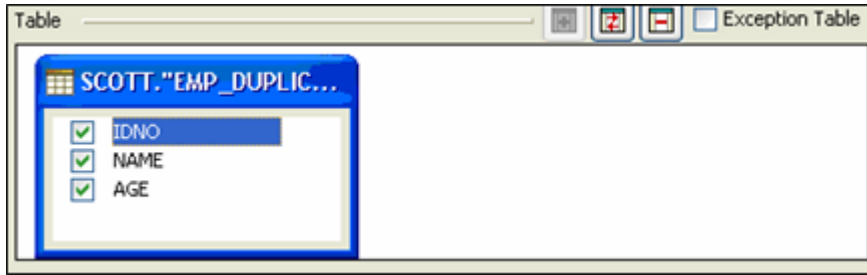 Table Exception Table
SCOTT."EMP_DUPLIC...
IDNO
NAME
AGE